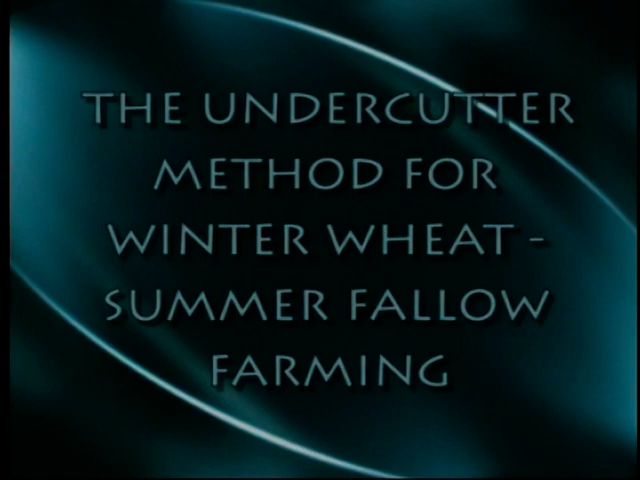 THE UNDERCUTTER
METHOD FOR
WINTER WHEAT -
SUMMER FALLOW
FARMING